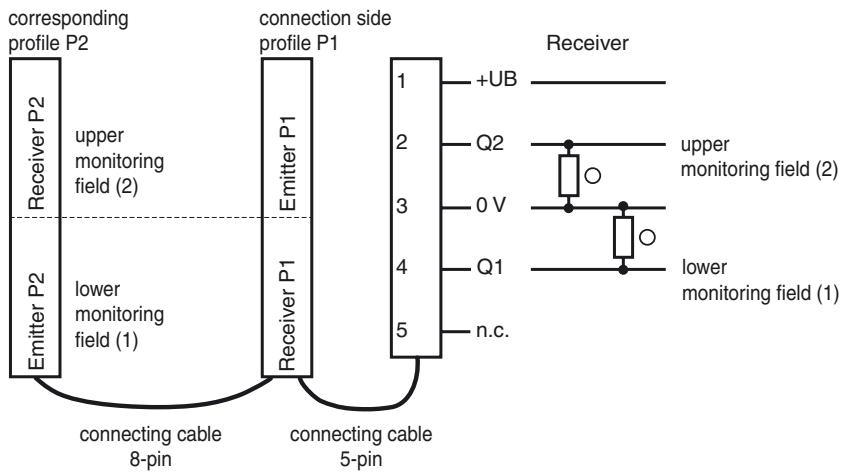 corresponding
profile P2
connection side
profile P1
Receiver
Receiver P2
upper
monitoring
field (2)
Emitter P1
Emitter P2
lower
monitoring
field (1)
Receiver P1
1
+UB
2
Q2
upper
monitoring field (2)
3
0 V
4
Q1
lower
monitoring field (1)
5
n.c.
connecting cable
8-pin
connecting cable
5-pin